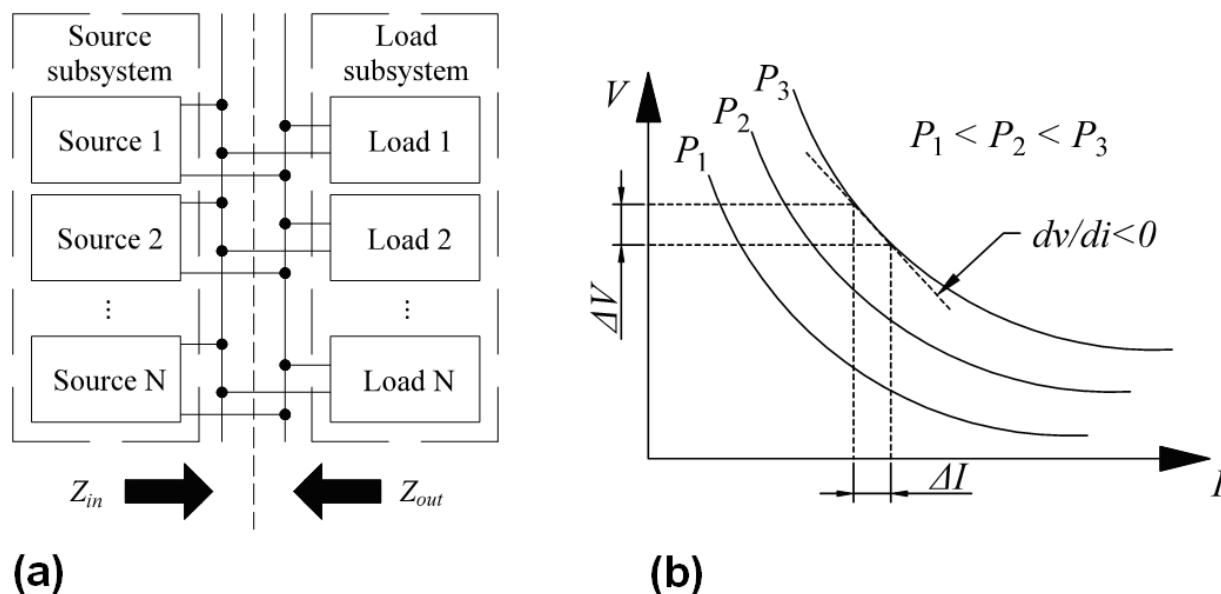 Source
subsystem
Source 1
Source 2
⋮
Source N
Load
subsystem
Load 1
Load 2
⋮
Load N
Z_in
Z_out
(a)
V
P_3
P_2
P_1
P_1 < P_2 < P_3
dv/di<0
ΔV
ΔI
I
(b)